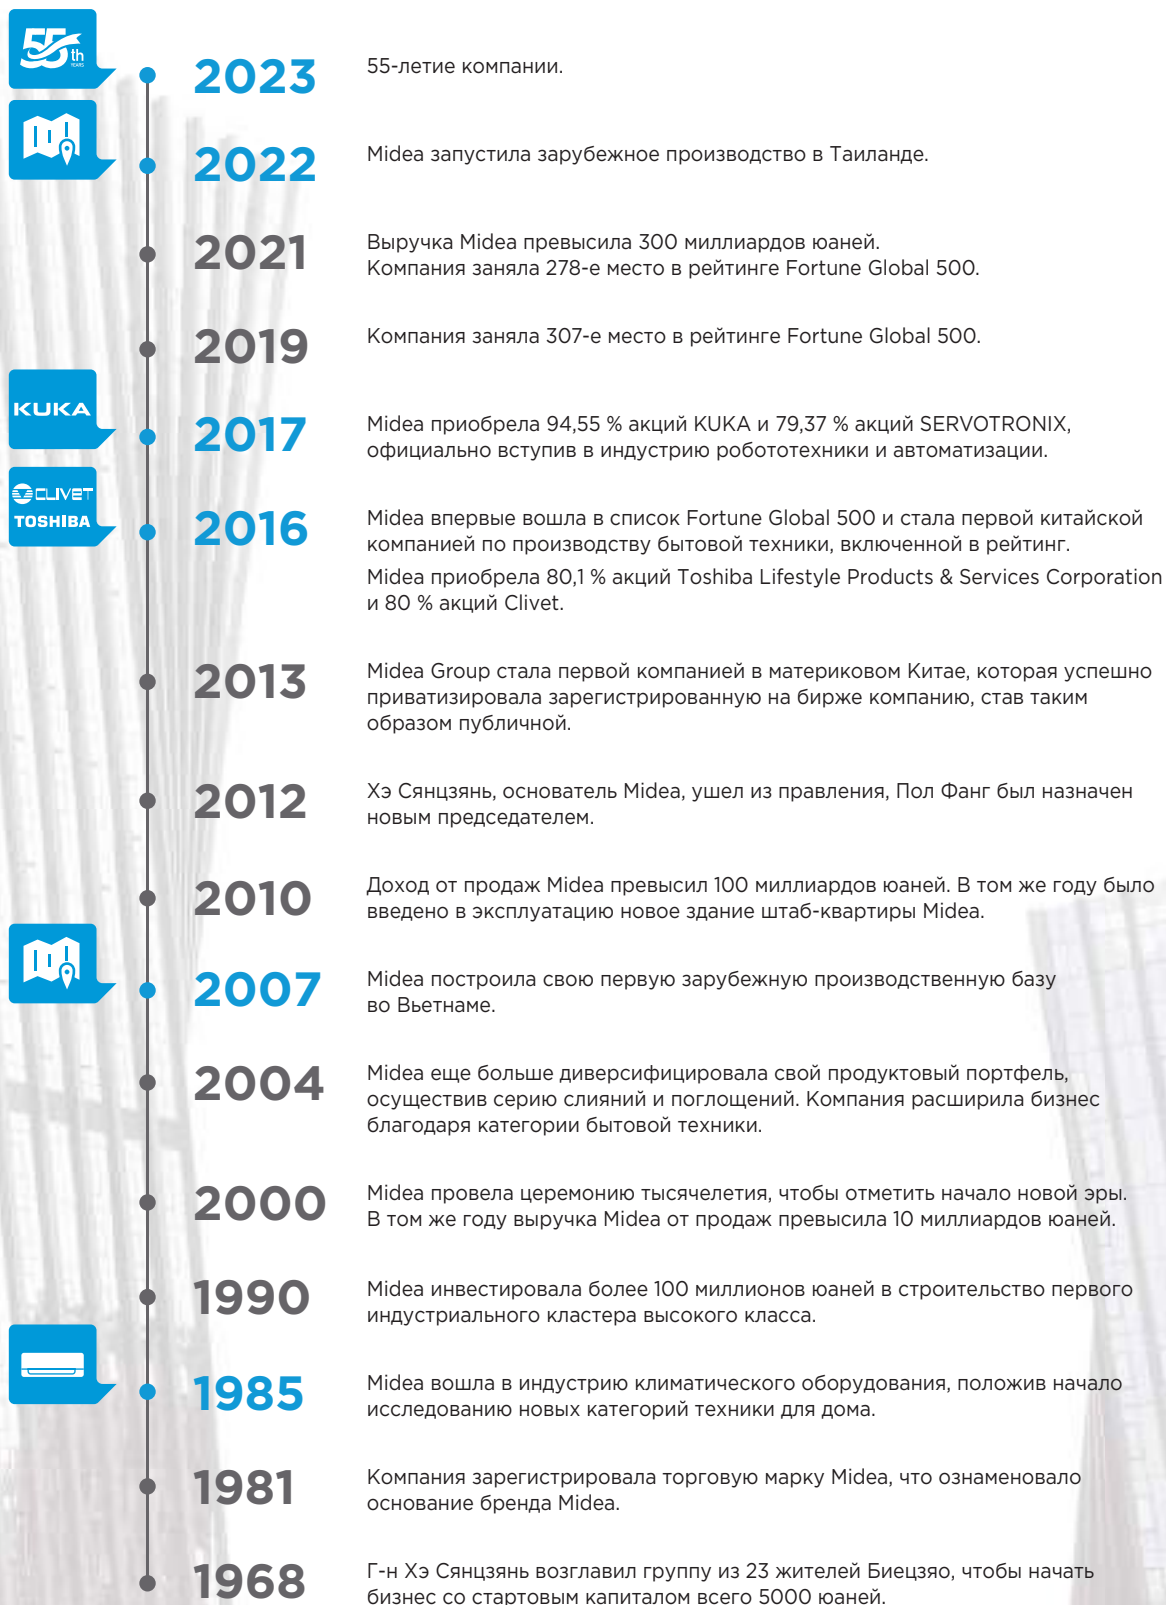 55th
YEARS
2023
55-летие компании.
2022
Midea запустила зарубежное производство в Таиланде.
2021
Выручка Midea превысила 300 миллиардов юаней.
Компания заняла 278-е место в рейтинге Fortune Global 500.
2019
Компания заняла 307-е место в рейтинге Fortune Global 500.
KUKA
2017
Midea приобрела 94,55 % акций KUKA и 79,37 % акций SERVOTRONIX,
официально вступив в индустрию робототехники и автоматизации.
CLIVET
TOSHIBA
2016
Midea впервые вошла в список Fortune Global 500 и стала первой китайской
компанией по производству бытовой техники, включенной в рейтинг.
Midea приобрела 80,1 % акций Toshiba Lifestyle Products & Services Corporation
и 80 % акций Clivet.
2013
Midea Group стала первой компанией в материковом Китае, которая успешно
приватизировала зарегистрированную на бирже компанию, став таким
образом публичной.
2012
Хэ Сянцзянь, основатель Midea, ушел из правления, Пол Фанг был назначен
новым председателем.
2010
Доход от продаж Midea превысил 100 миллиардов юаней. В том же году было
введено в эксплуатацию новое здание штаб-квартиры Midea.
2007
Midea построила свою первую зарубежную производственную базу
во Вьетнаме.
2004
Midea еще больше диверсифицировала свой продуктовый портфель,
осуществив серию слияний и поглощений. Компания расширила бизнес
благодаря категории бытовой техники.
2000
Midea провела церемонию тысячелетия, чтобы отметить начало новой эры.
В том же году выручка Midea от продаж превысила 10 миллиардов юаней.
1990
Midea инвестировала более 100 миллионов юаней в строительство первого
индустриального кластера высокого класса.
1985
Midea вошла в индустрию климатического оборудования, положив начало
исследованию новых категорий техники для дома.
1981
Компания зарегистрировала торговую марку Midea, что ознаменовало
основание бренда Midea.
1968
Г-н Хэ Сянцзянь возглавил группу из 23 жителей Биецзяо, чтобы начать
бизнес со стартовым капиталом всего 5000 юаней.